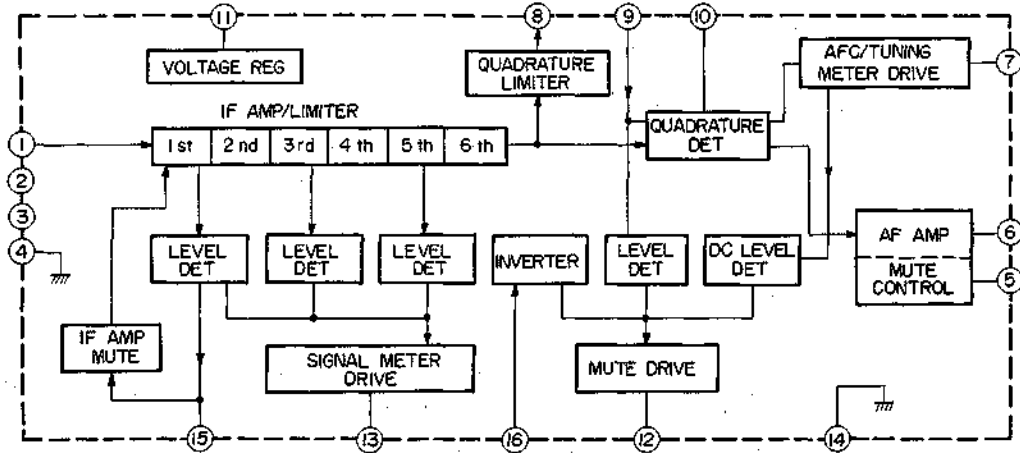 11
8
9
10
VOLTAGE REG
QUADRATURE
LIMITER
AFC/TUNING
METER DRIVE
7
IF AMP/LIMITER
1
1st
2nd
3rd
4th
5th
6th
QUADRATURE
DET
2
3
4
LEVEL
DET
LEVEL
DET
LEVEL
DET
INVERTER
LEVEL
DET
DC LEVEL
DET
AF AMP
6
MUTE
CONTROL
5
IF AMP
MUTE
SIGNAL METER
DRIVE
MUTE DRIVE
15
13
16
12
14